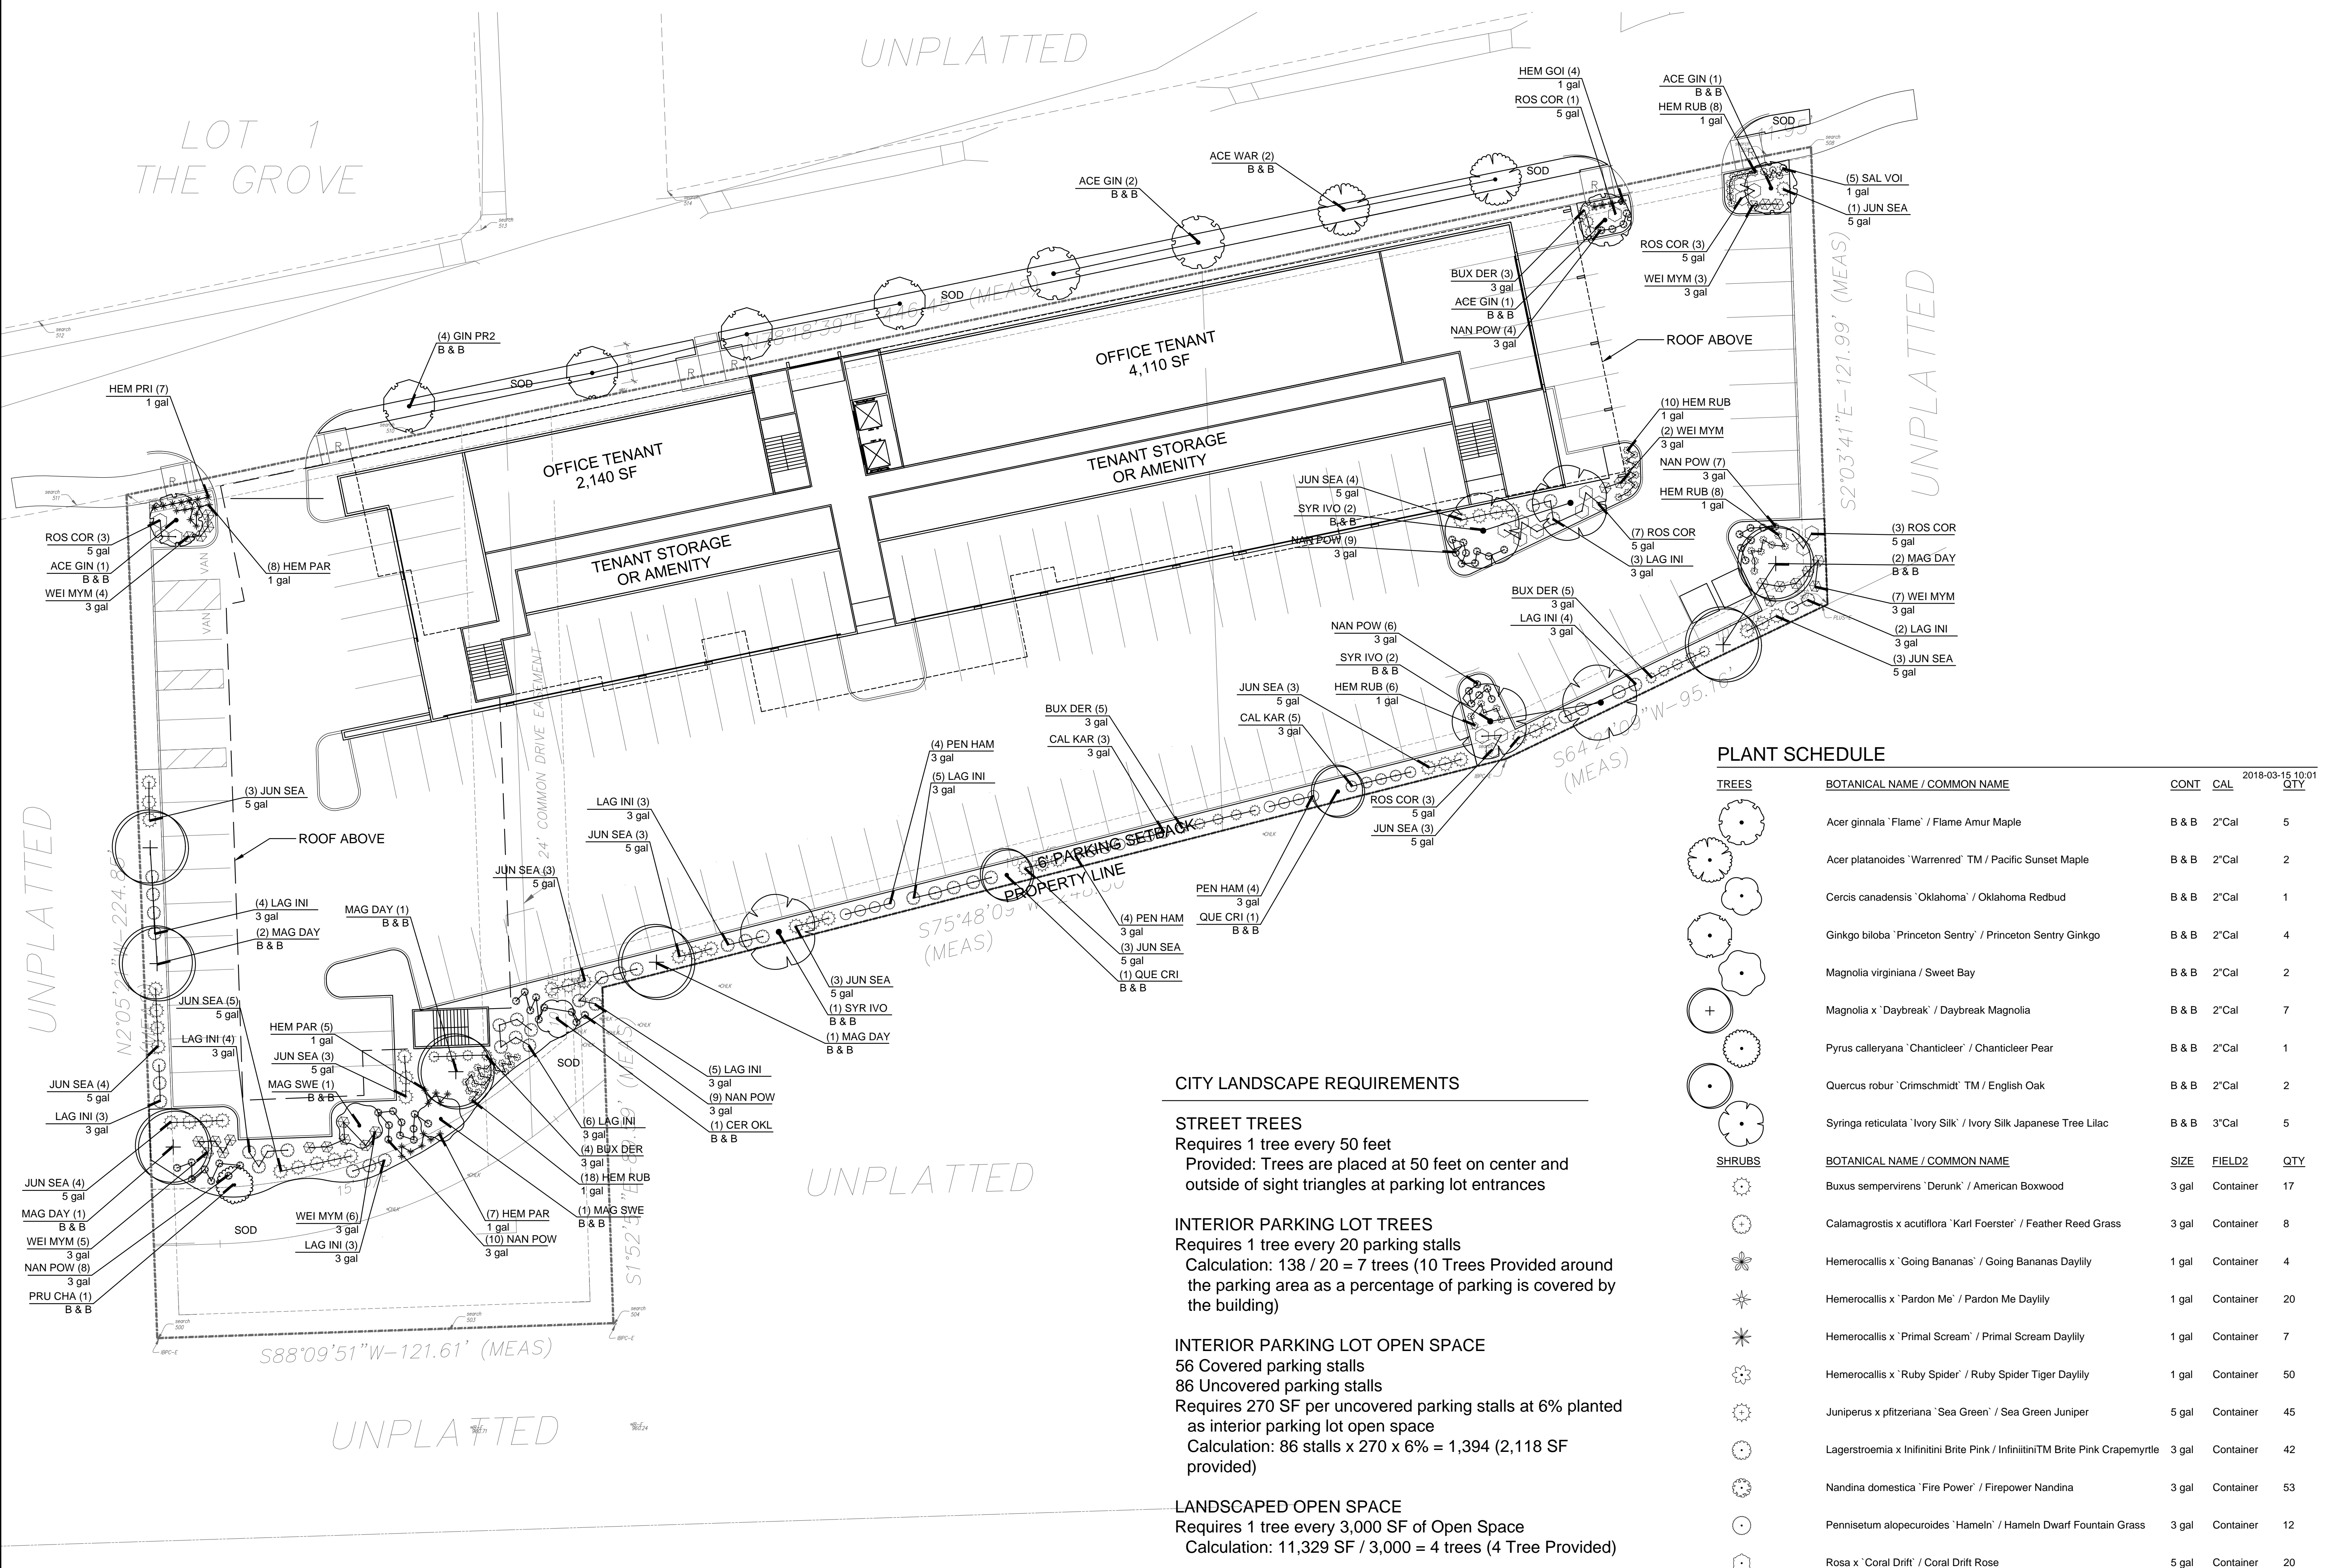 UNPLATTED
LOT 1
THE GROVE
HEM GOI (4)
1 gal
ROS COR (1)
5 gal
ACE GIN (1)
B & B
HEM RUB (8)
1 gal
SOD
search
508
ACE WAR (2)
B & B
ACE GIN (2)
B & B
SOD
R
(5) SAL VOI
1 gal
(1) JUN SEA
5 gal
search
514
search
513
ROS COR (3)
5 gal
WEI MYM (3)
3 gal
BUX DER (3)
3 gal
ACE GIN (1)
B & B
NAN POW (4)
3 gal
S2°03'41"E-121.99' (MEAS)
UNPLATTED
SOD
search
512
(4) GIN PR2
B & B
OFFICE TENANT
4,110 SF
ROOF ABOVE
R
R
SOD
HEM PRI (7)
1 gal
R
(10) HEM RUB
1 gal
(2) WEI MYM
3 gal
NAN POW (7)
3 gal
HEM RUB (8)
1 gal
OFFICE TENANT
2,140 SF
TENANT STORAGE
OR AMENITY
search
511
R
JUN SEA (4)
5 gal
SYR IVO (2)
B & B
NAN POW (9)
3 gal
ROS COR (3)
5 gal
ACE GIN (1)
B & B
WEI MYM (4)
3 gal
(8) HEM PAR
1 gal
VAN
VAN
TENANT STORAGE
OR AMENITY
(7) ROS COR
5 gal
(3) LAG INI
3 gal
(3) ROS COR
5 gal
(2) MAG DAY
B & B
(7) WEI MYM
3 gal
(2) LAG INI
3 gal
(3) JUN SEA
5 gal
BUX DER (5)
3 gal
LAG INI (4)
3 gal
NAN POW (6)
3 gal
SYR IVO (2)
B & B
HEM RUB (6)
1 gal
JUN SEA (3)
5 gal
CAL KAR (5)
3 gal
BUX DER (5)
3 gal
CAL KAR (3)
3 gal
(4) PEN HAM
3 gal
(5) LAG INI
3 gal
24' COMMON DRIVE EASEMENT
S64°21'09"W-95.16'
(MEAS)
(3) JUN SEA
5 gal
ROOF ABOVE
LAG INI (3)
3 gal
JUN SEA (3)
5 gal
JUN SEA (3)
5 gal
ROS COR (3)
5 gal
JUN SEA (3)
5 gal
6' PARKING SETBACK
PROPERTY LINE
S75°48'09"W
(MEAS)
PEN HAM (4)
3 gal
QUE CRI (1)
B & B
(4) PEN HAM
3 gal
(3) JUN SEA
5 gal
(1) QUE CRI
B & B
UNPLATTED
N2°05'21"W-224.85'
(4) LAG INI
3 gal
(2) MAG DAY
B & B
MAG DAY (1)
B & B
(3) JUN SEA
5 gal
(1) SYR IVO
B & B
(1) MAG DAY
B & B
JUN SEA (5)
5 gal
HEM PAR (5)
1 gal
LAG INI (4)
3 gal
JUN SEA (3)
5 gal
MAG SWE (1)
B & B
SOD
JUN SEA (4)
5 gal
LAG INI (3)
3 gal
(5) LAG INI
3 gal
(9) NAN POW
3 gal
(1) CER OKL
B & B
(6) LAG INI
3 gal
(4) BUX DER
3 gal
(18) HEM RUB
1 gal
(1) MAG SWE
B & B
JUN SEA (4)
5 gal
MAG DAY (1)
B & B
WEI MYM (5)
3 gal
NAN POW (8)
3 gal
PRU CHA (1)
B & B
SOD
WEI MYM (6)
3 gal
LAG INI (3)
3 gal
(7) HEM PAR
1 gal
(10) NAN POW
3 gal
UNPLATTED
search
500
search
503
search
504
IBPC-E
IBPC-E
S88°09'51"W-121.61' (MEAS)
UNPLATTED
CITY LANDSCAPE REQUIREMENTS
STREET TREES
Requires 1 tree every 50 feet
Provided: Trees are placed at 50 feet on center and
outside of sight triangles at parking lot entrances
INTERIOR PARKING LOT TREES
Requires 1 tree every 20 parking stalls
Calculation: 138 / 20 = 7 trees (10 Trees Provided around
the parking area as a percentage of parking is covered by
the building)
INTERIOR PARKING LOT OPEN SPACE
56 Covered parking stalls
86 Uncovered parking stalls
Requires 270 SF per uncovered parking stalls at 6% planted
as interior parking lot open space
Calculation: 86 stalls x 270 x 6% = 1,394 (2,118 SF
provided)
LANDSCAPED OPEN SPACE
Requires 1 tree every 3,000 SF of Open Space
Calculation: 11,329 SF / 3,000 = 4 trees (4 Tree Provided)
PLANT SCHEDULE
2018-03-15 10:01
TREES BOTANICAL NAME / COMMON NAME CONT CAL QTY
Acer ginnala `Flame` / Flame Amur Maple B & B 2"Cal 5
Acer platanoides `Warrenred` TM / Pacific Sunset Maple B & B 2"Cal 2
Cercis canadensis `Oklahoma` / Oklahoma Redbud B & B 2"Cal 1
Ginkgo biloba `Princeton Sentry` / Princeton Sentry Ginkgo B & B 2"Cal 4
Magnolia virginiana / Sweet Bay B & B 2"Cal 2
Magnolia x `Daybreak` / Daybreak Magnolia B & B 2"Cal 7
Pyrus calleryana `Chanticleer` / Chanticleer Pear B & B 2"Cal 1
Quercus robur `Crimschmidt` TM / English Oak B & B 2"Cal 2
Syringa reticulata `Ivory Silk` / Ivory Silk Japanese Tree Lilac B & B 3"Cal 5
SHRUBS BOTANICAL NAME / COMMON NAME SIZE FIELD2 QTY
Buxus sempervirens `Derunk` / American Boxwood 3 gal Container 17
Calamagrostis x acutiflora `Karl Foerster` / Feather Reed Grass 3 gal Container 8
Hemerocallis x `Going Bananas` / Going Bananas Daylily 1 gal Container 4
Hemerocallis x `Pardon Me` / Pardon Me Daylily 1 gal Container 20
Hemerocallis x `Primal Scream` / Primal Scream Daylily 1 gal Container 7
Hemerocallis x `Ruby Spider` / Ruby Spider Tiger Daylily 1 gal Container 50
Juniperus x pfitzeriana `Sea Green` / Sea Green Juniper 5 gal Container 45
Lagerstroemia x Inifinitini Brite Pink / InfiniitiniTM Brite Pink Crapemyrtle 3 gal Container 42
Nandina domestica `Fire Power` / Firepower Nandina 3 gal Container 53
Pennisetum alopecuroides `Hameln` / Hameln Dwarf Fountain Grass 3 gal Container 12
Rosa x `Coral Drift` / Coral Drift Rose 5 gal Container 20